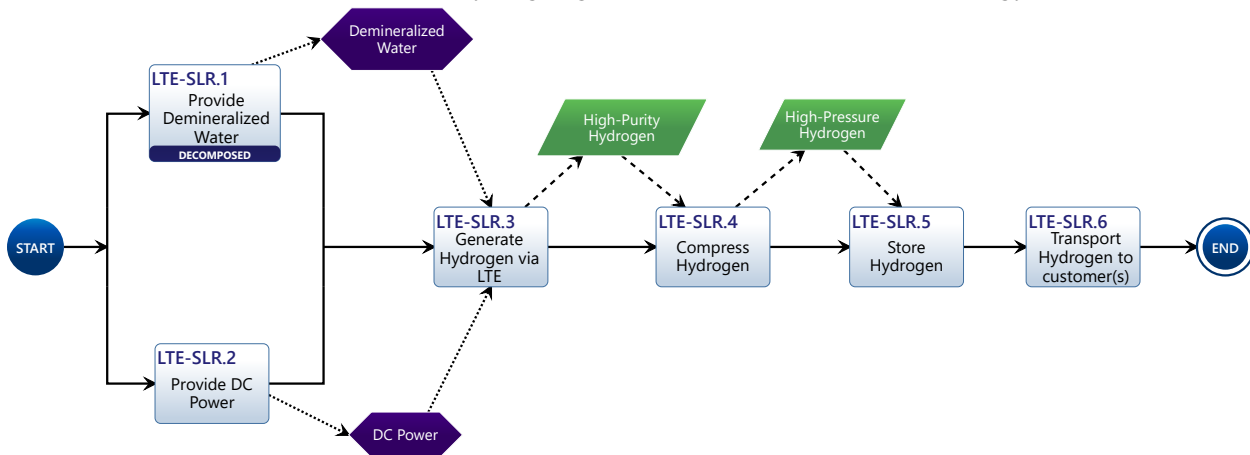 Demineralized
Water
LTE-SLR.1
Provide
Demineralized
Water
DECOMPOSED
High-Purity
Hydrogen
High-Pressure
Hydrogen
START
LTE-SLR.3
Generate
Hydrogen via
LTE
LTE-SLR.4
Compress
Hydrogen
LTE-SLR.5
Store
Hydrogen
LTE-SLR.6
Transport
Hydrogen to
customer(s)
END
LTE-SLR.2
Provide DC
Power
DC Power